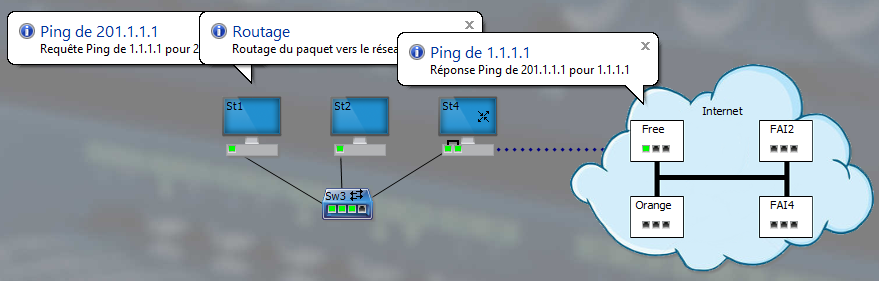 Ping de 201.1.1.1
Requête Ping de 1.1.1.1 pour 2
Routage
Routage du paquet vers le résea
Ping de 1.1.1.1
Réponse Ping de 201.1.1.1 pour 1.1.1.1
St1
St2
St4
Internet
Free
FAI2
Sw3
Orange
FAI4